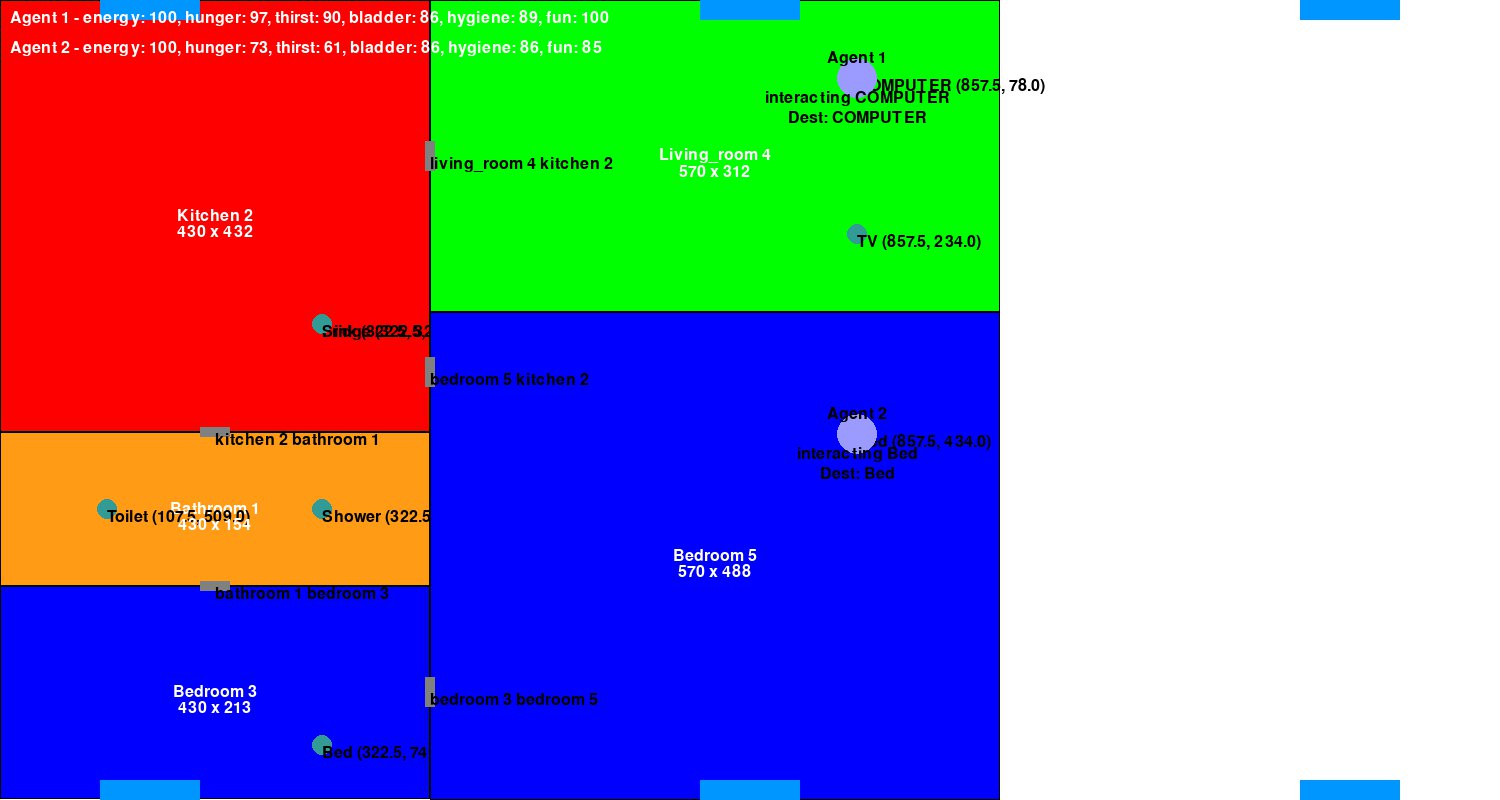 Agent 1 - energy: 100, hunger: 97, thirst: 90, bladder: 86, hygiene: 89, fun: 100
Agent 2 - energy: 100, hunger: 73, thirst: 61, bladder: 86, hygiene: 86, fun: 85
Agent 1
OMPUTER (857.5, 78.0)
interacting COMPUTER
Dest: COMPUTER
Living_room 4
570 x 312
living_room 4 kitchen 2
Kitchen 2
430 x 432
TV (857.5, 234.0)
bedroom 5 kitchen 2
Agent 2
d (857.5, 434.0)
interacting Bed
Dest: Bed
kitchen 2 bathroom 1
Bathroom 1
430 x 154
Toilet (107.5, 509.0)
Shower (322.5
Bedroom 5
570 x 488
bathroom 1 bedroom 3
Bedroom 3
430 x 213
bedroom 3 bedroom 5
Bed (322.5, 74